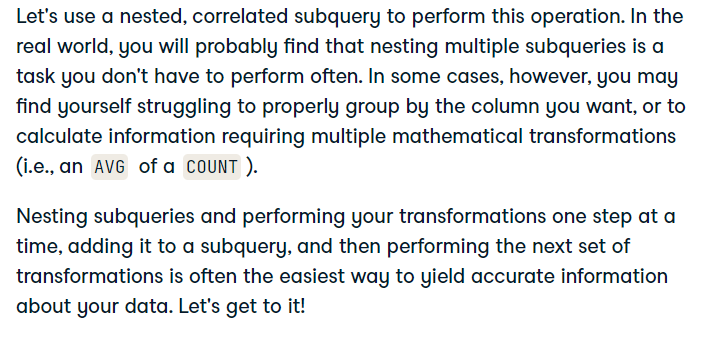 Let's use a nested, correlated subquery to perform this operation. In the
real world, you will probably find that nesting multiple subqueries is a
task you don't have to perform often. In some cases, however, you may
find yourself struggling to properly group by the column you want, or to
calculate information requiring multiple mathematical transformations
(i.e., an AVG of a COUNT ).
Nesting subqueries and performing your transformations one step at a
time, adding it to a subquery, and then performing the next set of
transformations is often the easiest way to yield accurate information
about your data. Let's get to it!